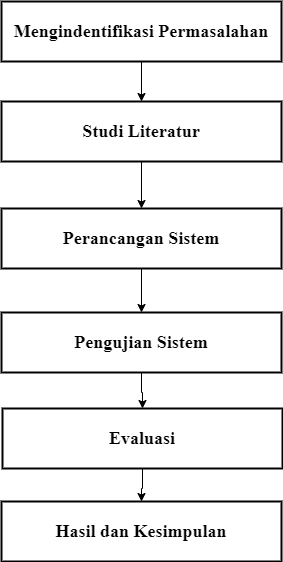 Mengindentifikasi Permasalahan
Studi Literatur
Perancangan Sistem
Pengujian Sistem
Evaluasi
Hasil dan Kesimpulan